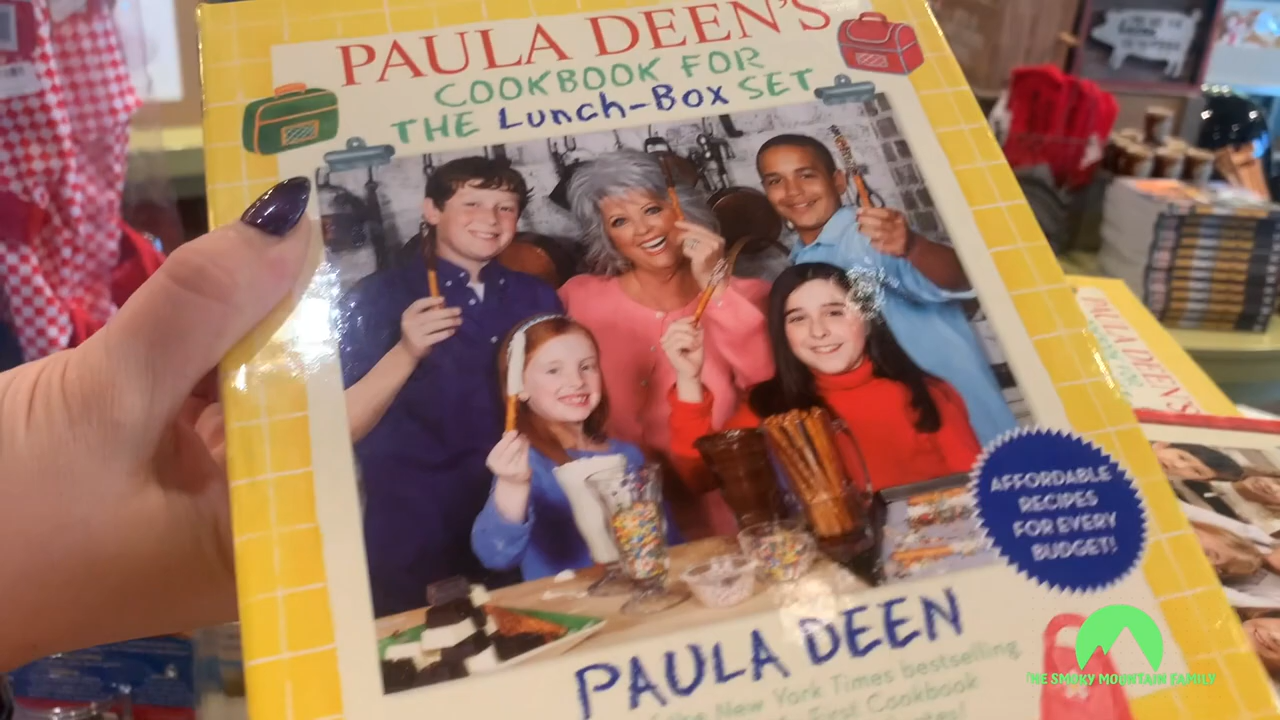 PAULA DEEN'S
COOKBOOK FOR
THE LUNCH-BOX SET
AFFORDABLE
RECIPES
FOR EVERY
BUDGET!
PAULA DEEN
New York Times bestselling
First Cookbook
PAULA DEEN'S
THE SMOKY MOUNTAIN FAMILY